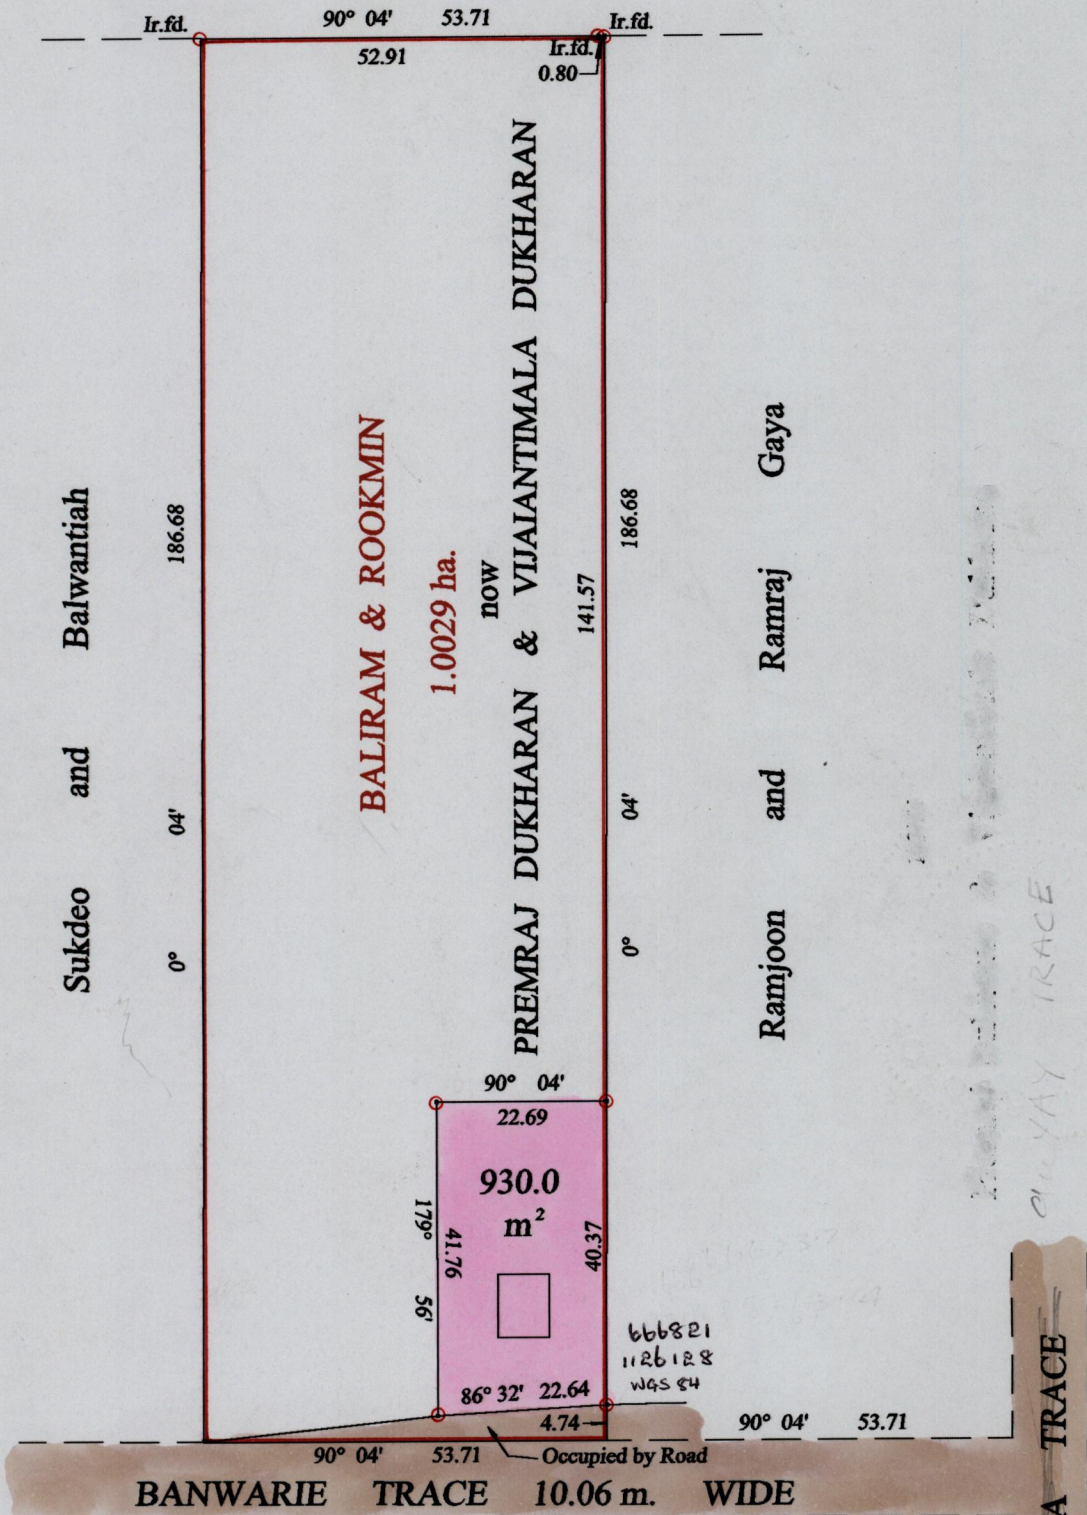 90° 04' 53.71
Ir.fd.
Ir.fd.
52.91
Ir.fd.
0.80
Sukdeo and Balwantiah
0° 04' 186.68
BALIRAM & ROOKMIN
1.0029 ha.
now
PREMRAJ DUKHARAN & VIJAIANTIMALA DUKHARAN
141.57
0° 04' 186.68
Ramjoon and Ramraj Gaya
90° 04'
22.69
930.0
m²
179° 56'
41.76
40.37
666821
1126128
WGS 84
86° 32' 22.64
4.74
90° 04' 53.71
90° 04' 53.71
Occupied by Road
BANWARIE TRACE 10.06 m. WIDE
TRACE
A TRACE